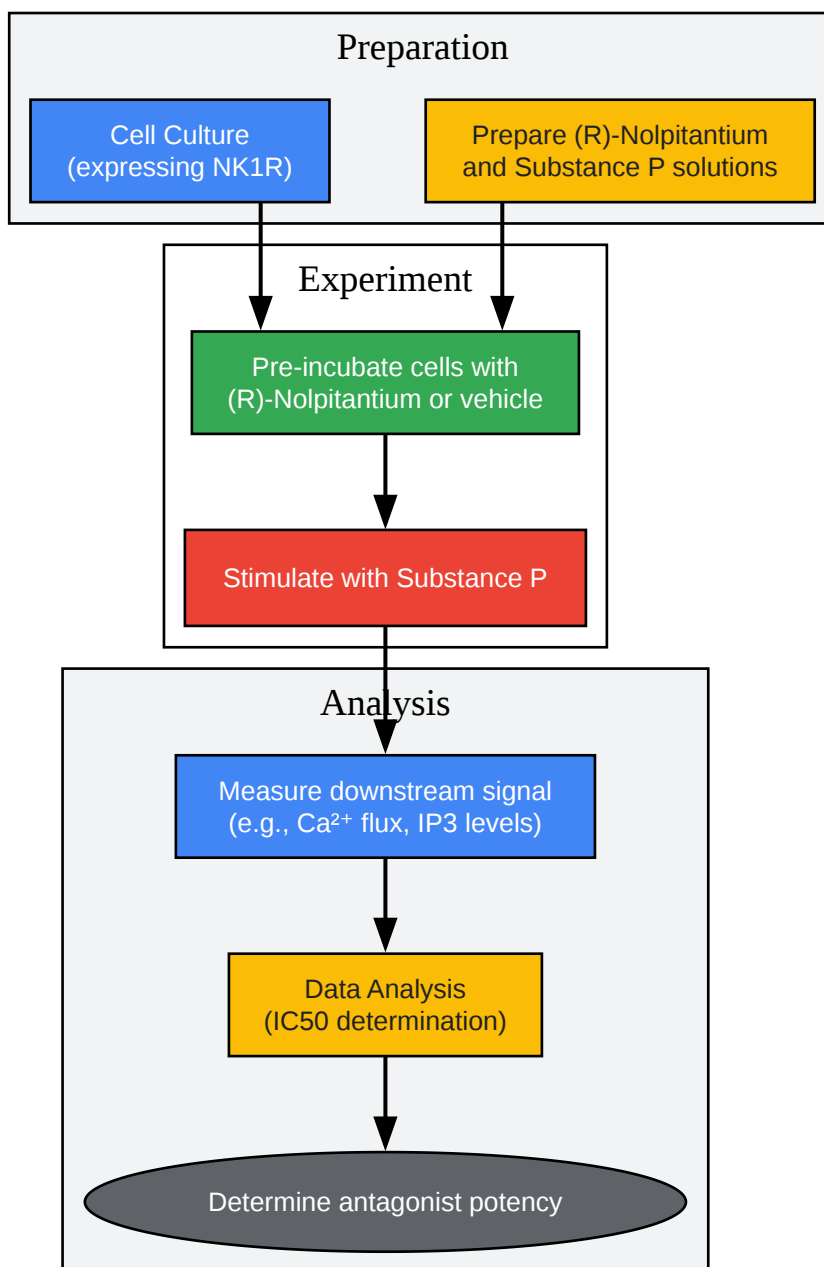 Preparation
Cell Culture
(expressing NK1R)
Prepare (R)-Nolpitantium
and Substance P solutions
Experiment
Pre-incubate cells with
(R)-Nolpitantium or vehicle
Stimulate with Substance P
Analysis
Measure downstream signal
(e.g., Ca²⁺ flux, IP3 levels)
Data Analysis
(IC50 determination)
Determine antagonist potency